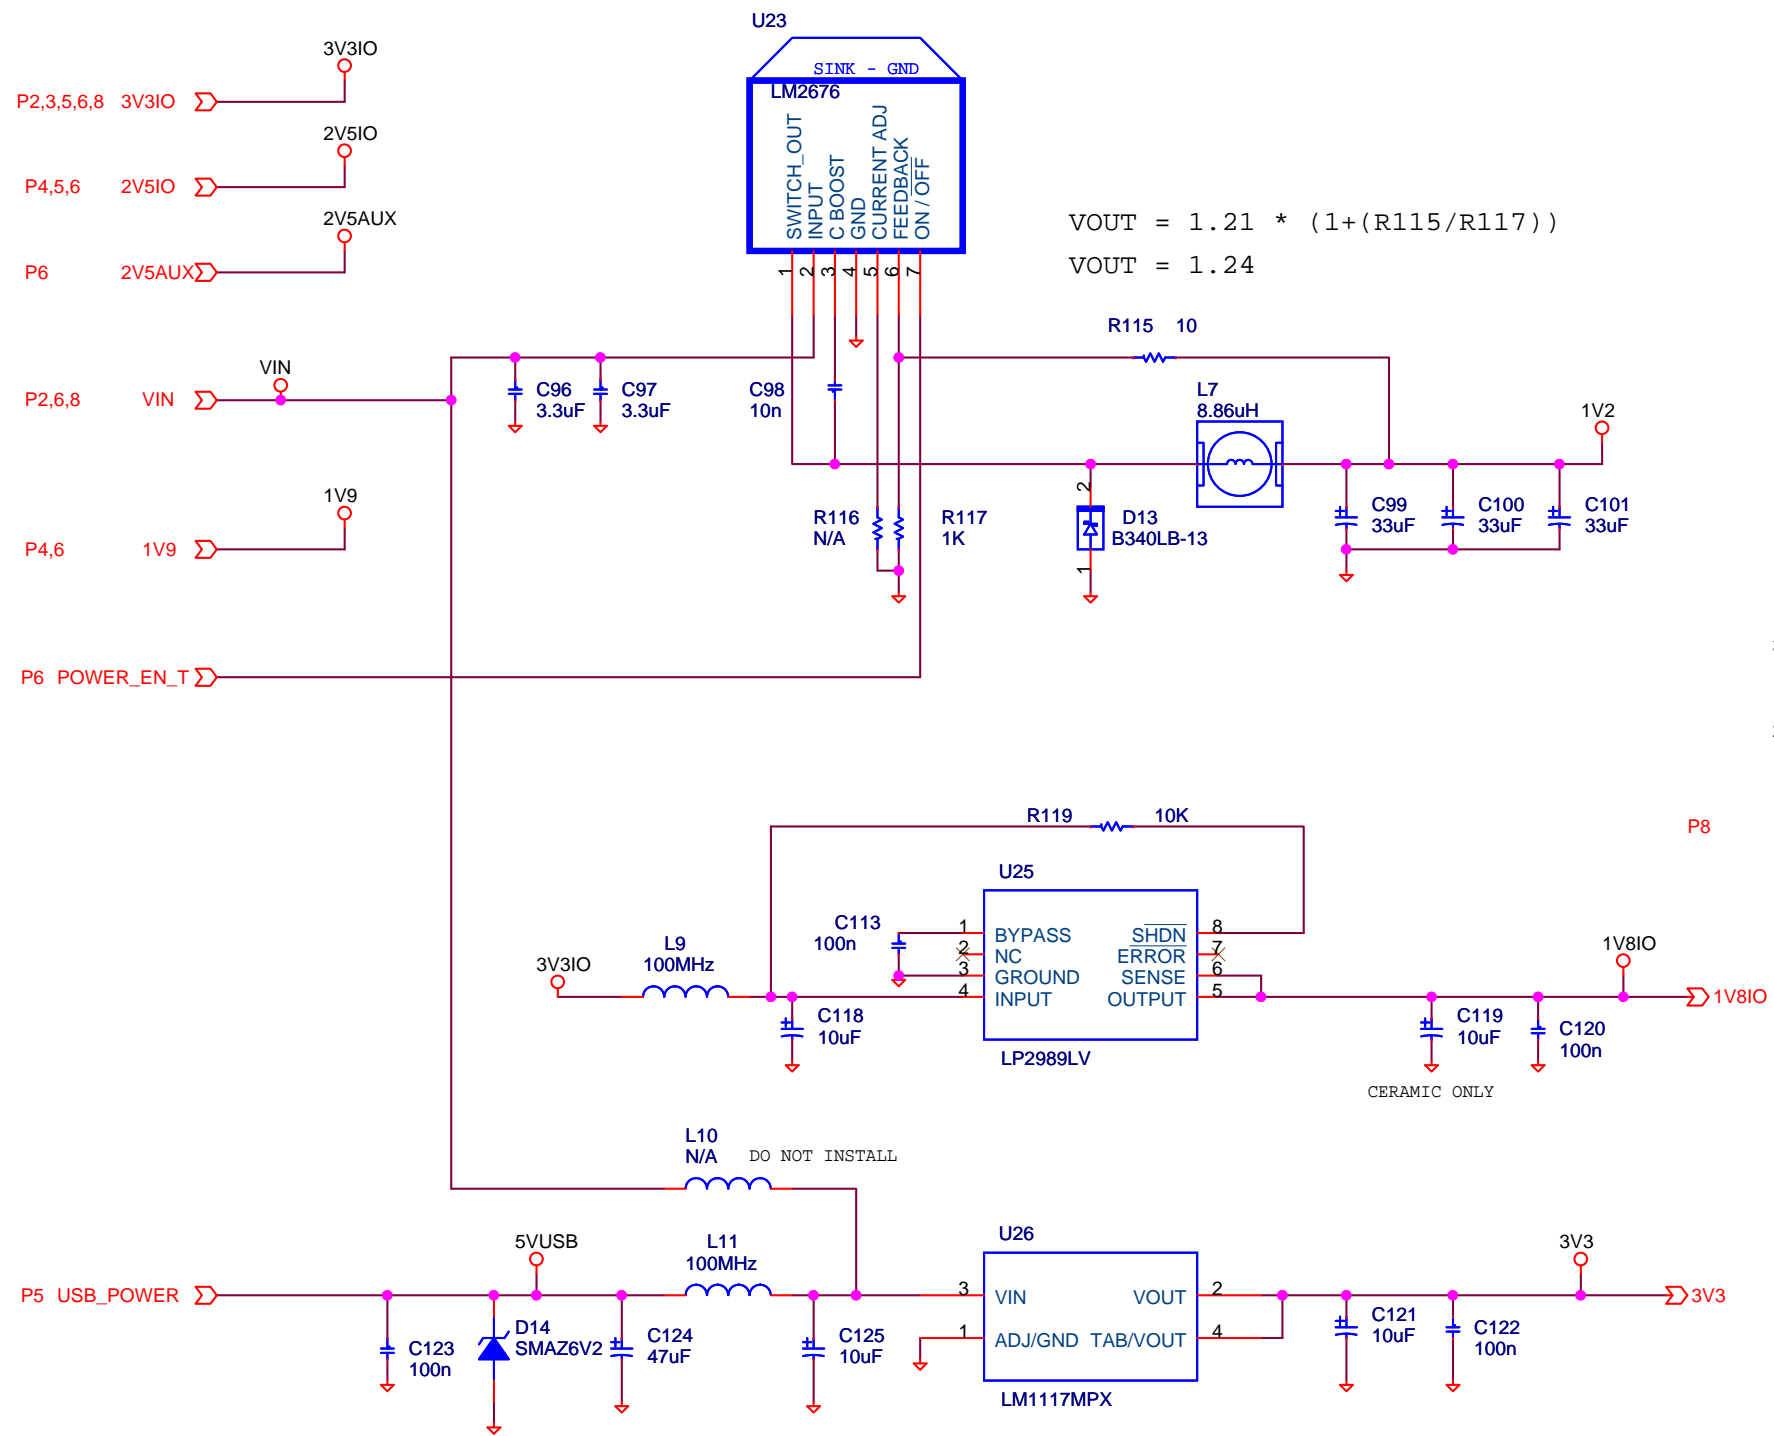 U23
SINK - GND
LM2676
SWITCH_OUT
INPUT
C BOOST
GND
CURRENT ADJ
FEEDBACK
ON / OFF
1
2
3
4
5
6
7
3V3IO
P2,3,5,6,8 3V3IO
2V5IO
P4,5,6 2V5IO
2V5AUX
P6 2V5AUX
VOUT = 1.21 * (1+(R115/R117))
VOUT = 1.24
R115 10
VIN
P2,6,8 VIN
C96
3.3uF
C97
3.3uF
C98
10n
L7
8.86uH
1V2
1V9
P4,6 1V9
R116
N/A
R117
1K
2
D13
B340LB-13
1
C99
33uF
C100
33uF
C101
33uF
P6 POWER_EN_T
R119 10K
P8
U25
C113
100n
1 BYPASS
2 NC
3 GROUND
4 INPUT
SHDN 8
ERROR 7
SENSE 6
OUTPUT 5
LP2989LV
L9
100MHz
3V3IO
C118
10uF
1V8IO
1V8IO
C119
10uF
C120
100n
CERAMIC ONLY
L10
N/A DO NOT INSTALL
5VUSB
L11
100MHz
U26
3V3
P5 USB_POWER
3 VIN
1 ADJ/GND
VOUT 2
TAB/VOUT 4
LM1117MPX
3V3
C123
100n
D14
SMAZ6V2
C124
47uF
C125
10uF
C121
10uF
C122
100n